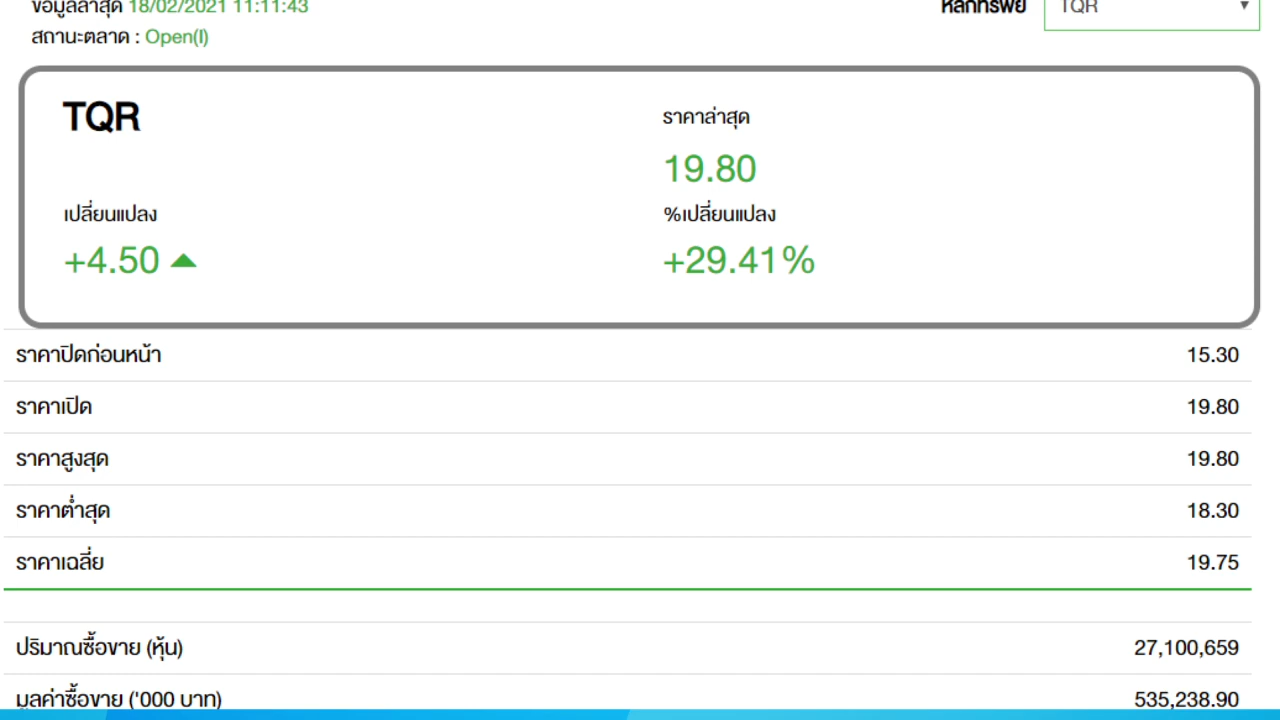 ข้อมูลล่าสุด 18/02/2021 11:11:43
หลักทรัพย์ TQR
สถานะตลาด : Open(I)
TQR
ราคาล่าสุด
19.80
เปลี่ยนแปลง
%เปลี่ยนแปลง
+4.50
+29.41%
ราคาปิดก่อนหน้า 15.30
ราคาเปิด 19.80
ราคาสูงสุด 19.80
ราคาต่ำสุด 18.30
ราคาเฉลี่ย 19.75
ปริมาณซื้อขาย (หุ้น) 27,100,659
มูลค่าซื้อขาย ('000 บาท) 535,238.90